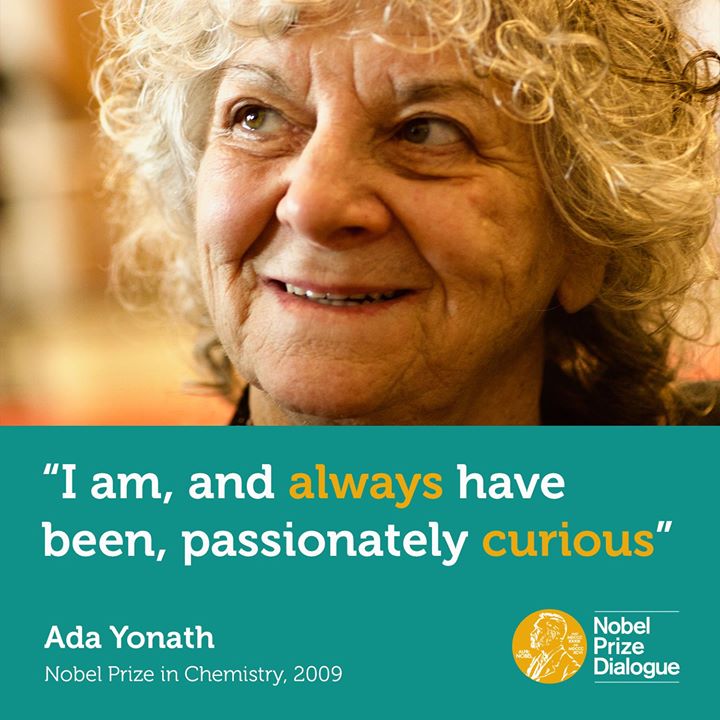 “I am, and always have
been, passionately curious”
Ada Yonath
Nobel Prize in Chemistry, 2009
Nobel
Prize
Dialogue